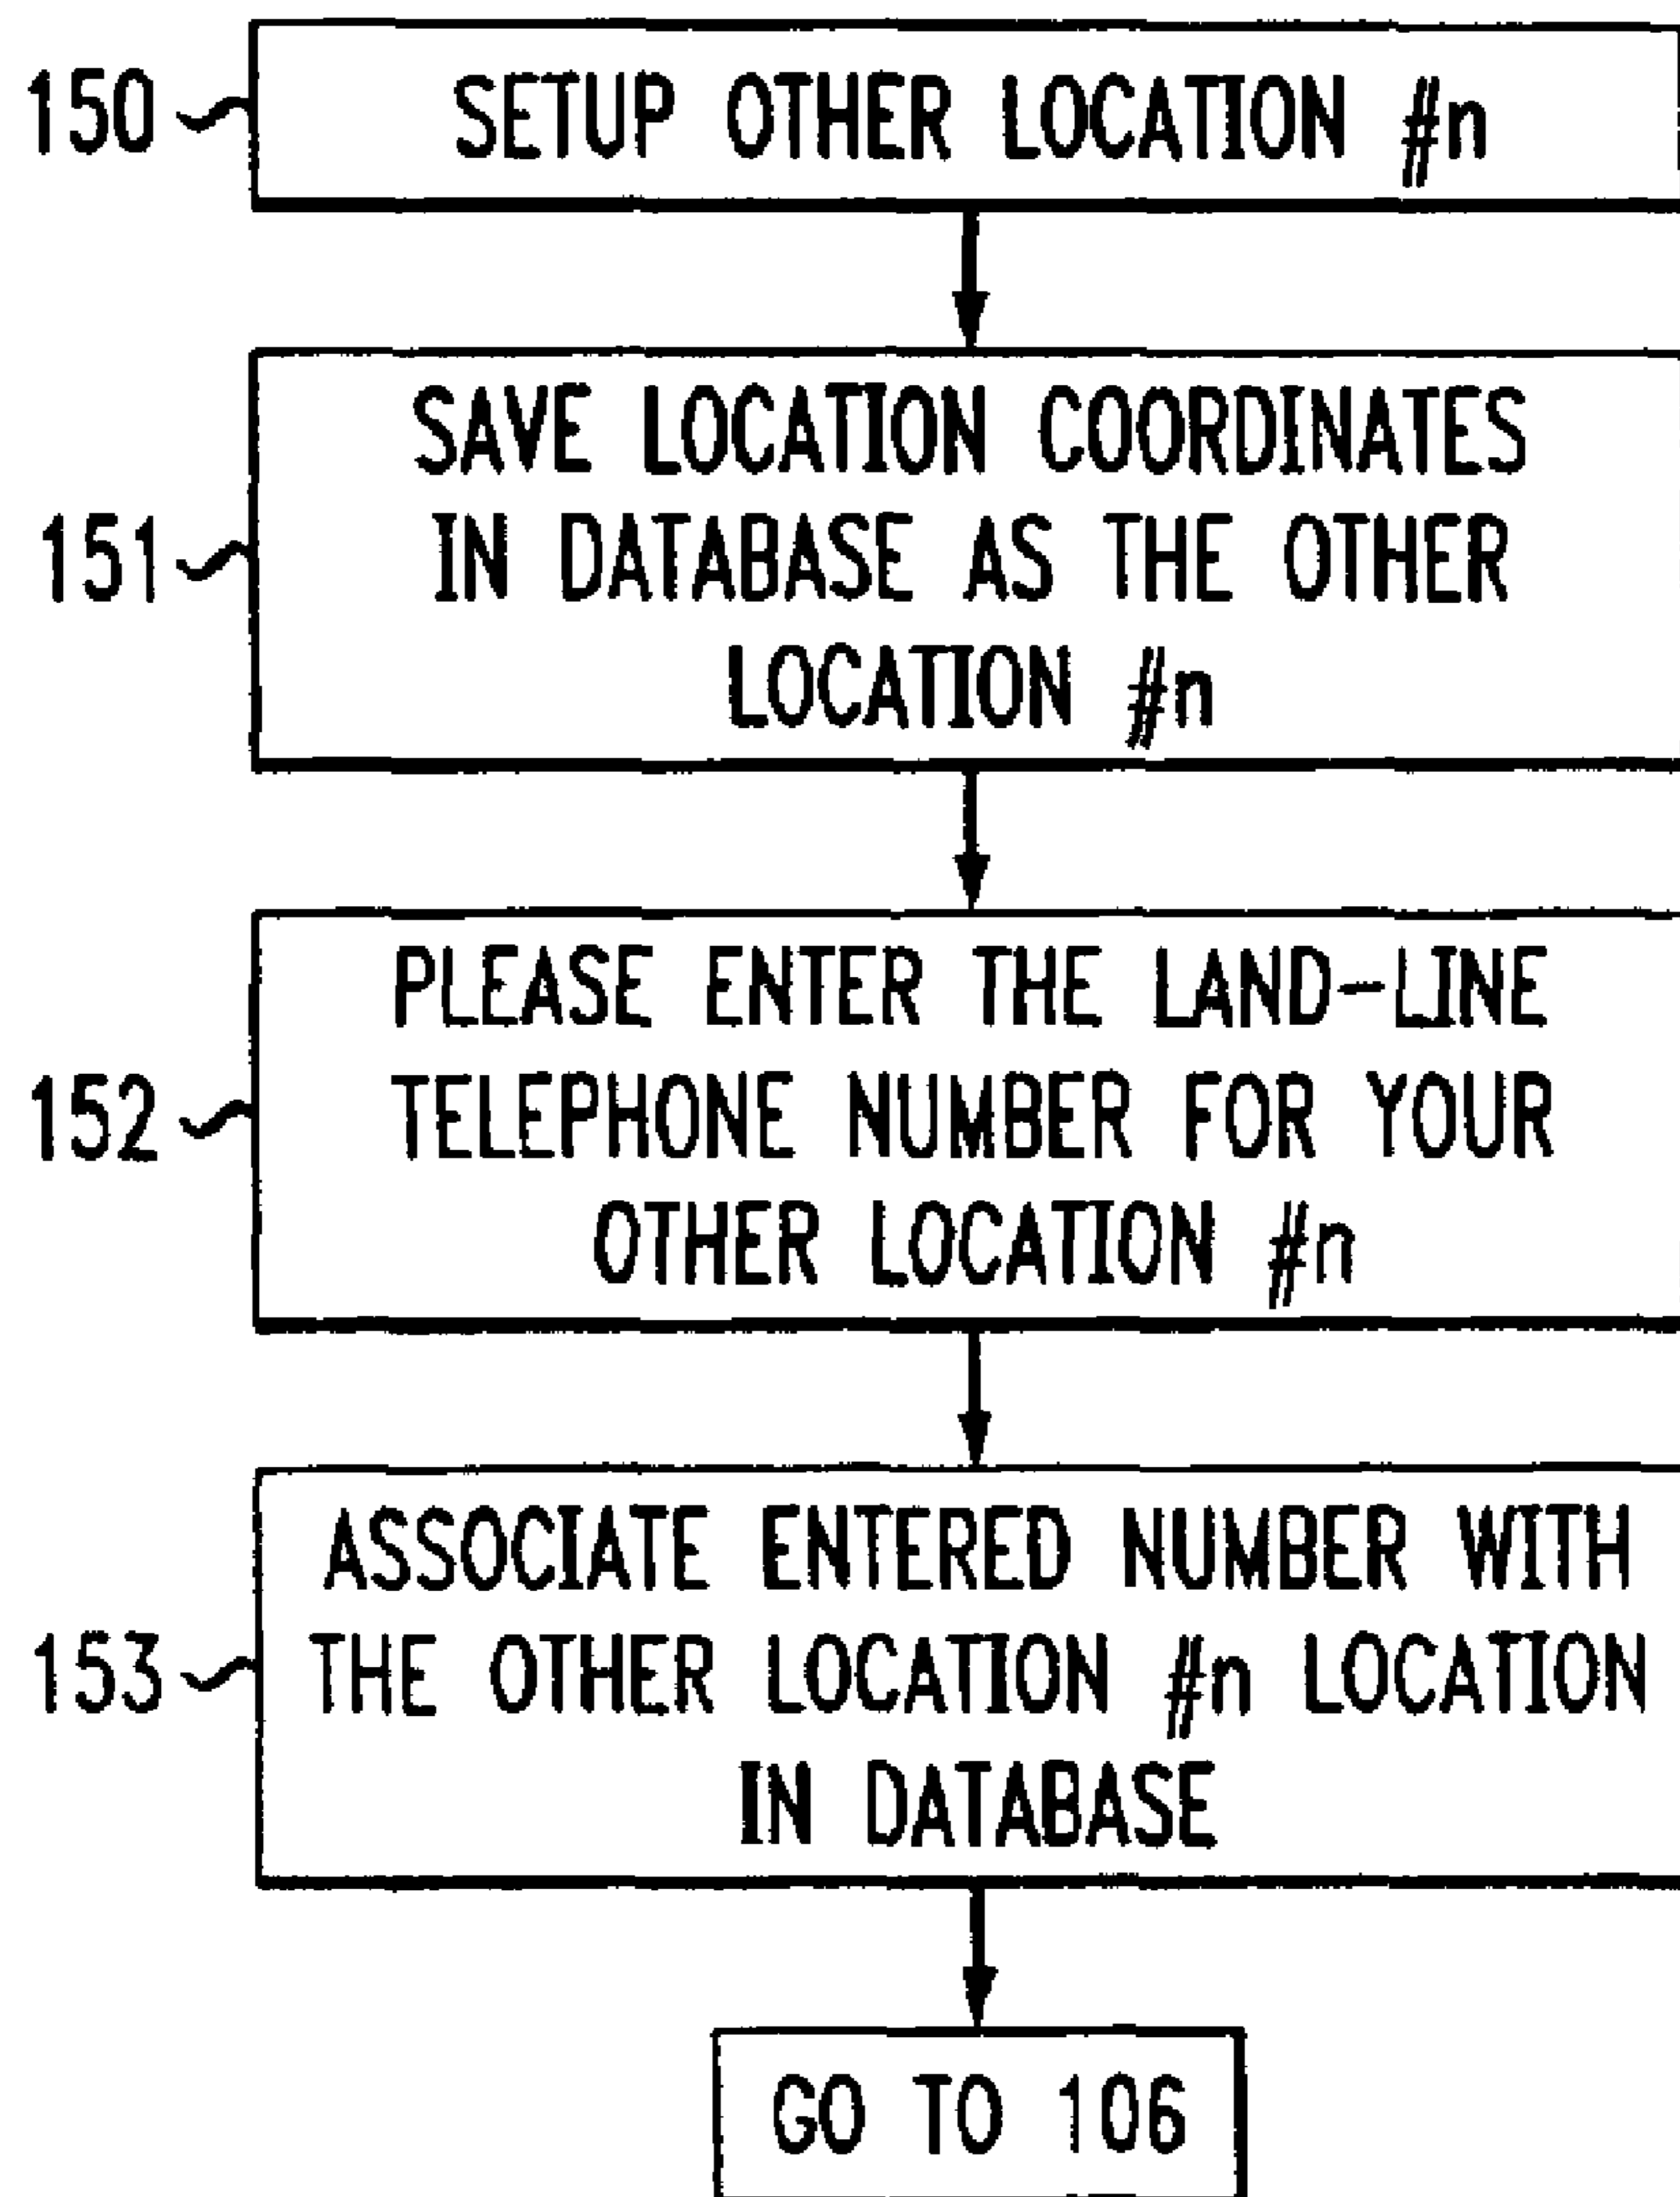 150
SETUP OTHER LOCATION #n
SAVE LOCATION COORDINATES
151
IN DATABASE AS THE OTHER
LOCATION #n
PLEASE ENTER THE LAND-LINE
152
TELEPHONE NUMBER FOR YOUR
OTHER LOCATION #n
ASSOCIATE ENTERED NUMBER WITH
153
THE OTHER LOCATION #n LOCATION
IN DATABASE
GO TO 106